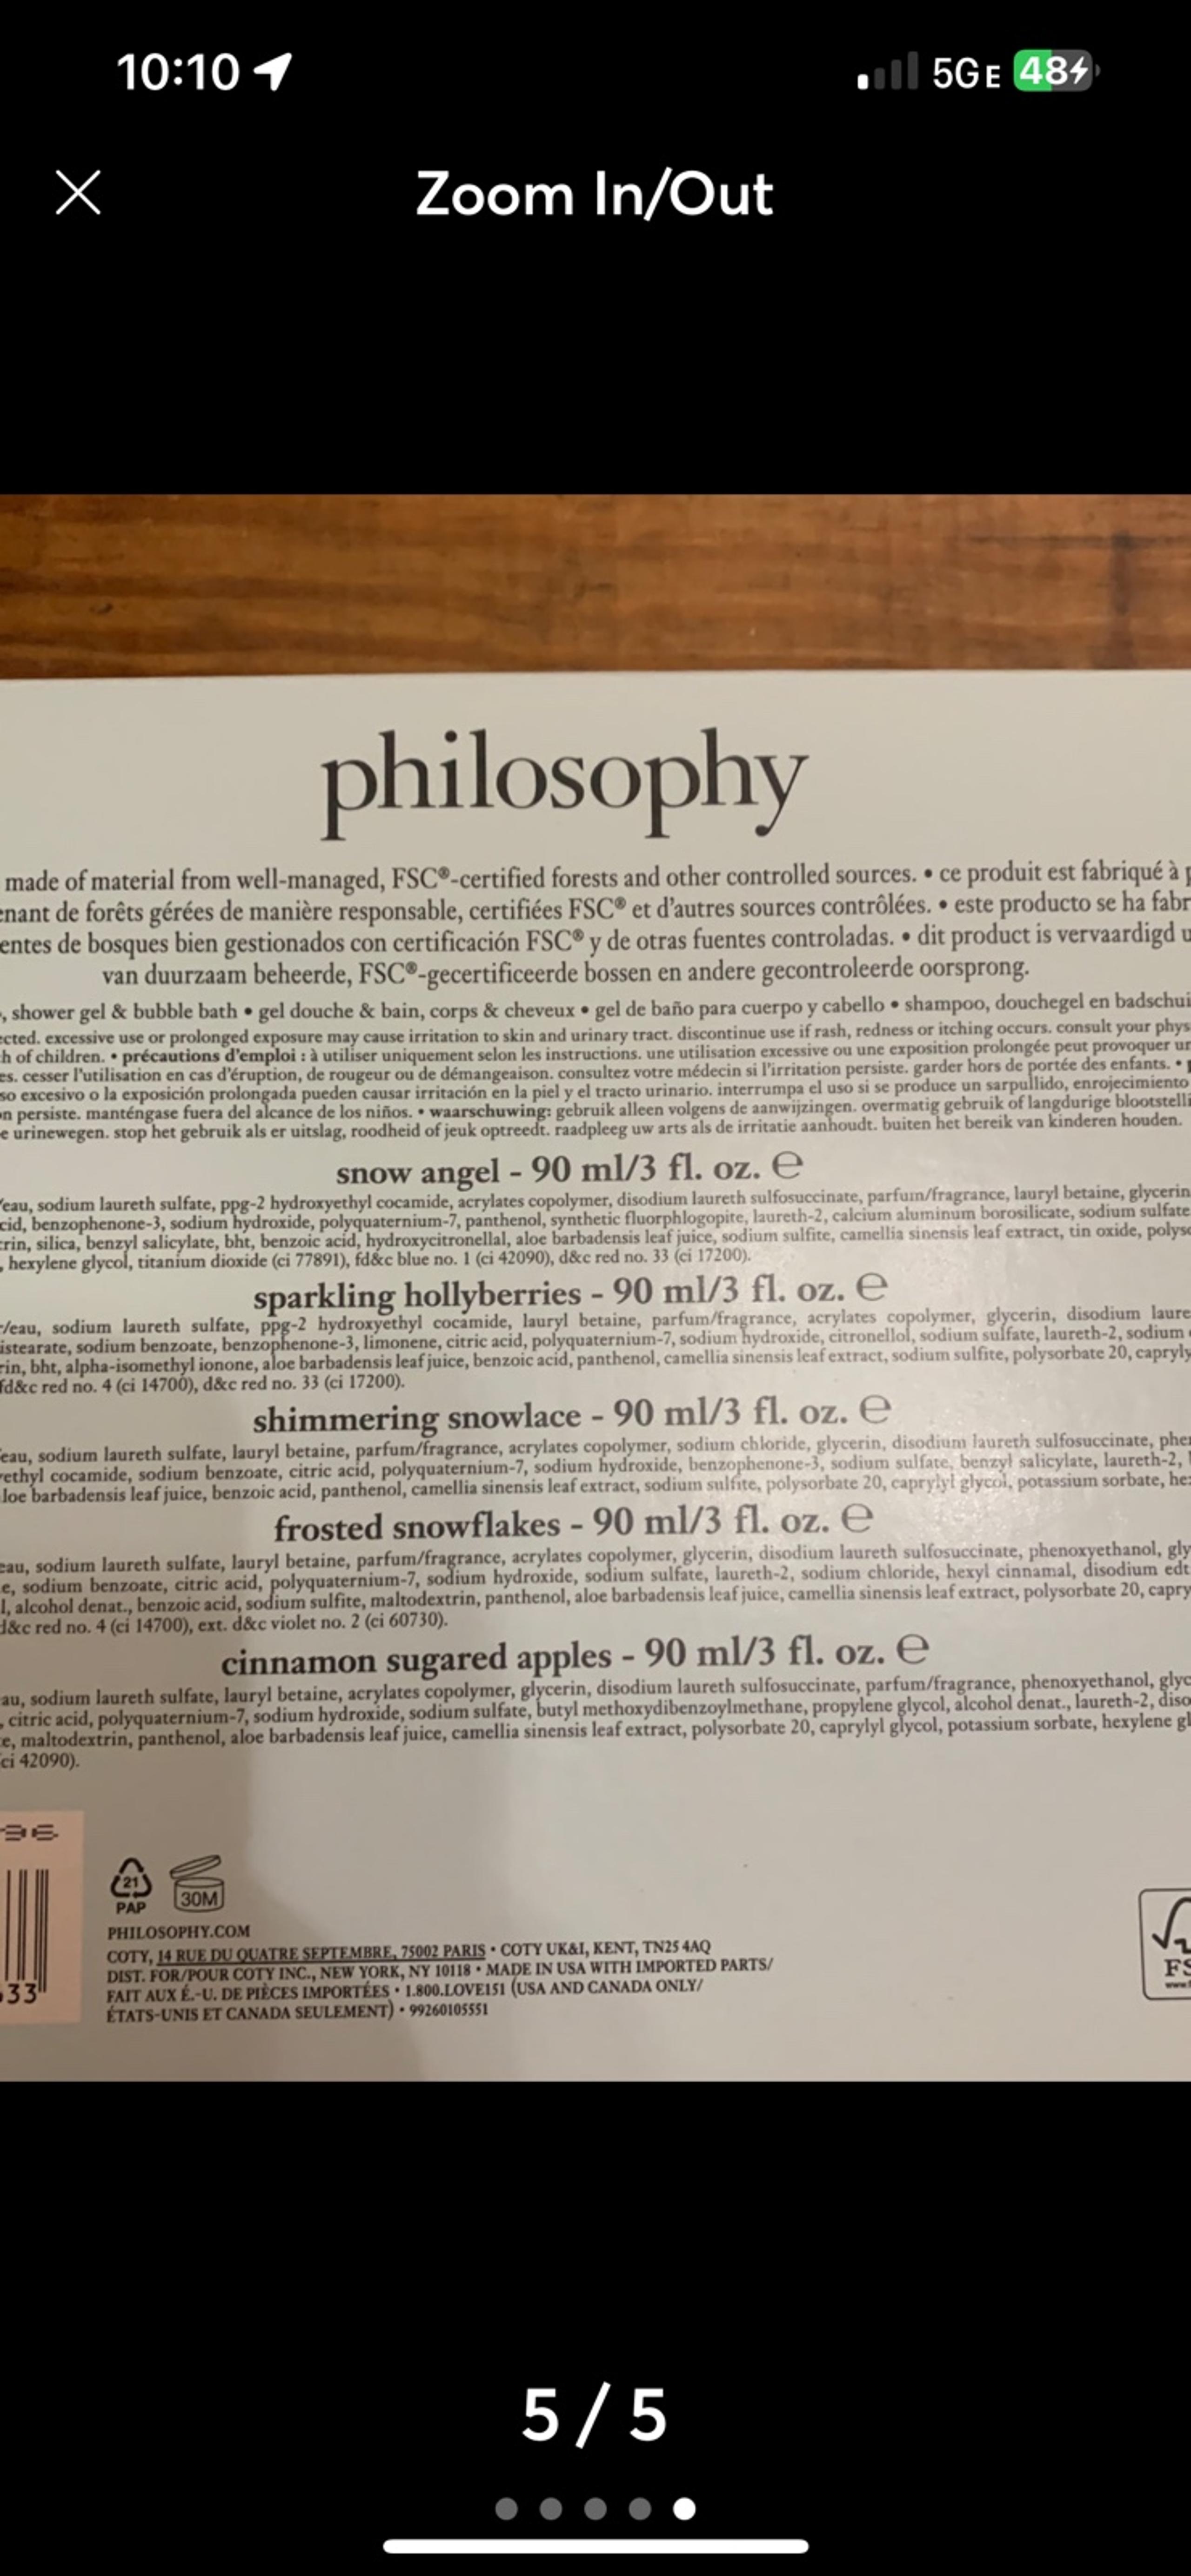 10:10
5GE 48
Zoom In/Out
philosophy
made of material from well-managed, FSC®-certified forests and other controlled sources. • ce produit est fabriqué à
enant de forêts gérées de manière responsable, certifiées FSC® et d'autres sources contrôlées. • este producto se ha fabr
entes de bosques bien gestionados con certificación FSC® y de otras fuentes controladas. • dit product is vervaardigd u
van duurzaam beheerde, FSC®-gecertificeerde bossen en andere gecontroleerde oorsprong.
, shower gel & bubble bath • gel douche & bain, corps & cheveux • gel de baño para cuerpo y cabello • shampoo, douchegel en badschui
ected. excessive use or prolonged exposure may cause irritation to skin and urinary tract. discontinue use if rash, redness or itching occurs. consult your phys
h of children. • précautions d'emploi : à utiliser uniquement selon les instructions. une utilisation excessive ou une exposition prolongée peut provoquer ur
es. cesser l'utilisation en cas d'éruption, de rougeur ou de démangeaison. consultez votre médecin si l'irritation persiste. garder hors de portée des enfants. •
so excesivo o la exposición prolongada pueden causar irritación en la piel y el tracto urinario. interrumpa el uso si se produce un sarpullido, enrojecimiento
n persiste. manténgase fuera del alcance de los niños. • waarschuwing: gebruik alleen volgens de aanwijzingen. overmatig gebruik of langdurige blootstelli
e urinewegen. stop het gebruik als er uitslag, roodheid of jeuk optreedt. raadpleeg uw arts als de irritatie aanhoudt. buiten het bereik van kinderen houden.
snow angel - 90 ml/3 fl. oz. ℮
/eau, sodium laureth sulfate, ppg-2 hydroxyethyl cocamide, acrylates copolymer, disodium laureth sulfosuccinate, parfum/fragrance, lauryl betaine, glycerin
cid, benzophenone-3, sodium hydroxide, polyquaternium-7, panthenol, synthetic fluorphlogopite, laureth-2, calcium aluminum borosilicate, sodium sulfate
rin, silica, benzyl salicylate, bht, benzoic acid, hydroxycitronellal, aloe barbadensis leaf juice, sodium sulfite, camellia sinensis leaf extract, tin oxide, polys
, hexylene glycol, titanium dioxide (ci 77891), fd&c blue no. 1 (ci 42090), d&c red no. 33 (ci 17200).
sparkling hollyberries - 90 ml/3 fl. oz. ℮
/eau, sodium laureth sulfate, ppg-2 hydroxyethyl cocamide, lauryl betaine, parfum/fragrance, acrylates copolymer, glycerin, disodium laure
istearate, sodium benzoate, benzophenone-3, limonene, citric acid, polyquaternium-7, sodium hydroxide, citronellol, sodium sulfate, laureth-2, sodium
rin, bht, alpha-isomethyl ionone, aloe barbadensis leaf juice, benzoic acid, panthenol, camellia sinensis leaf extract, sodium sulfite, polysorbate 20, capryly
fd&c red no. 4 (ci 14700), d&c red no. 33 (ci 17200).
shimmering snowlace - 90 ml/3 fl. oz. ℮
eau, sodium laureth sulfate, lauryl betaine, parfum/fragrance, acrylates copolymer, sodium chloride, glycerin, disodium laureth sulfosuccinate, phe
ethyl cocamide, sodium benzoate, citric acid, polyquaternium-7, sodium hydroxide, benzophenone-3, sodium sulfate, benzyl salicylate, laureth-2,
loe barbadensis leaf juice, benzoic acid, panthenol, camellia sinensis leaf extract, sodium sulfite, polysorbate 20, caprylyl glycol, potassium sorbate, he
frosted snowflakes - 90 ml/3 fl. oz. ℮
eau, sodium laureth sulfate, lauryl betaine, parfum/fragrance, acrylates copolymer, glycerin, disodium laureth sulfosuccinate, phenoxyethanol, gly
e, sodium benzoate, citric acid, polyquaternium-7, sodium hydroxide, sodium sulfate, laureth-2, sodium chloride, hexyl cinnamal, disodium edt
l, alcohol denat., benzoic acid, sodium sulfite, maltodextrin, panthenol, aloe barbadensis leaf juice, camellia sinensis leaf extract, polysorbate 20, capry
d&c red no. 4 (ci 14700), ext. d&c violet no. 2 (ci 60730).
cinnamon sugared apples - 90 ml/3 fl. oz. ℮
au, sodium laureth sulfate, lauryl betaine, acrylates copolymer, glycerin, disodium laureth sulfosuccinate, parfum/fragrance, phenoxyethanol, glyc
, citric acid, polyquaternium-7, sodium hydroxide, sodium sulfate, butyl methoxydibenzoylmethane, propylene glycol, alcohol denat., laureth-2, diso
e, maltodextrin, panthenol, aloe barbadensis leaf juice, camellia sinensis leaf extract, polysorbate 20, caprylyl glycol, potassium sorbate, hexylene gl
ci 42090).
21
PAP
30M
PHILOSOPHY.COM
COTY, 14 RUE DU QUATRE SEPTEMBRE, 75002 PARIS • COTY UK&I, KENT, TN25 4AQ
DIST. FOR/POUR COTY INC., NEW YORK, NY 10118 • MADE IN USA WITH IMPORTED PARTS/
FAIT AUX É.-U. DE PIÈCES IMPORTÉES • 1.800.LOVE151 (USA AND CANADA ONLY/
ÉTATS-UNIS ET CANADA SEULEMENT) • 99260105551
33
FS
www.f
5 / 5